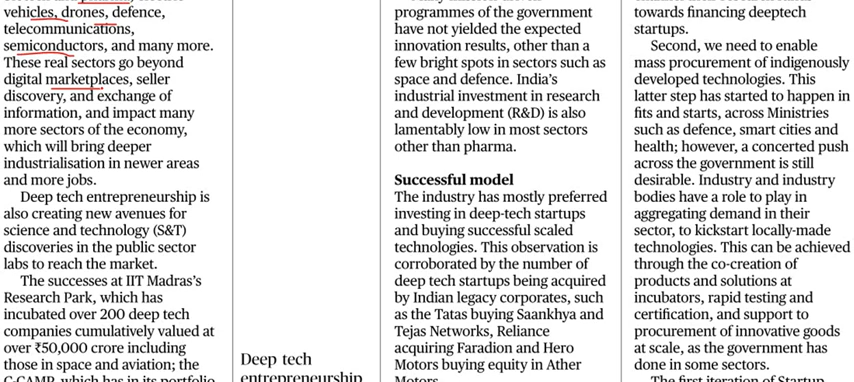 vehicles, drones, defence,
telecommunications,
semiconductors, and many more.
These real sectors go beyond
digital marketplaces, seller
discovery, and exchange of
information, and impact many
more sectors of the economy,
which will bring deeper
industrialisation in newer areas
and more jobs.
Deep tech entrepreneurship is
also creating new avenues for
science and technology (S&T)
discoveries in the public sector
labs to reach the market.
The successes at IIT Madras's
Research Park, which has
incubated over 200 deep tech
companies cumulatively valued at
over ₹50,000 crore including
those in space and aviation; the
C-CAMP, which has in its portfolio
Deep tech
entrepreneurship
programmes of the government
have not yielded the expected
innovation results, other than a
few bright spots in sectors such as
space and defence. India's
industrial investment in research
and development (R&D) is also
lamentably low in most sectors
other than pharma.
Successful model
The industry has mostly preferred
investing in deep-tech startups
and buying successful scaled
technologies. This observation is
corroborated by the number of
deep tech startups being acquired
by Indian legacy corporates, such
as the Tatas buying Saankhya and
Tejas Networks, Reliance
acquiring Faradion and Hero
Motors buying equity in Ather
Motors.
towards financing deeptech
startups.
Second, we need to enable
mass procurement of indigenously
developed technologies. This
latter step has started to happen in
fits and starts, across Ministries
such as defence, smart cities and
health; however, a concerted push
across the government is still
desirable. Industry and industry
bodies have a role to play in
aggregating demand in their
sector, to kickstart locally-made
technologies. This can be achieved
through the co-creation of
products and solutions at
incubators, rapid testing and
certification, and support to
procurement of innovative goods
at scale, as the government has
done in some sectors.
The first iteration of Startup